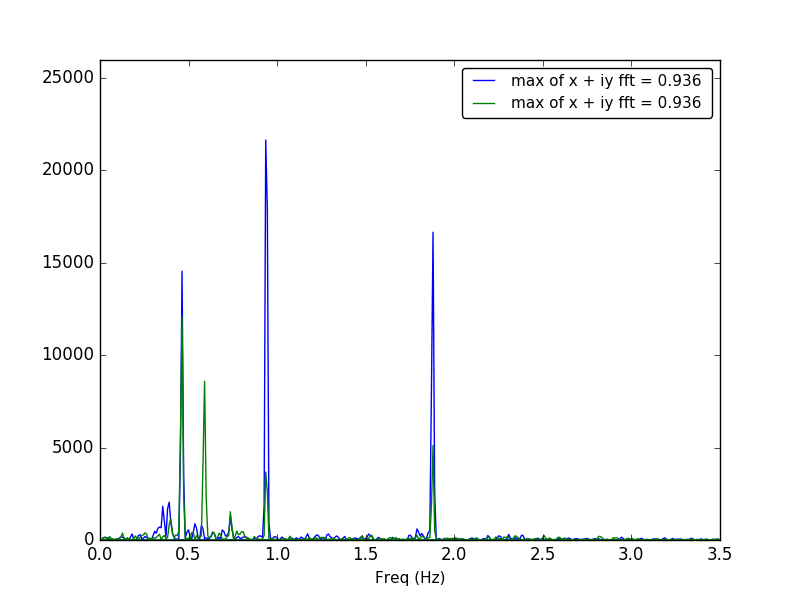 25000
20000
15000
10000
5000
0
max of x + iy fft = 0.936
max of x + iy fft = 0.936
0.0 0.5 1.0 1.5 2.0 2.5 3.0 3.5
Freq (Hz)